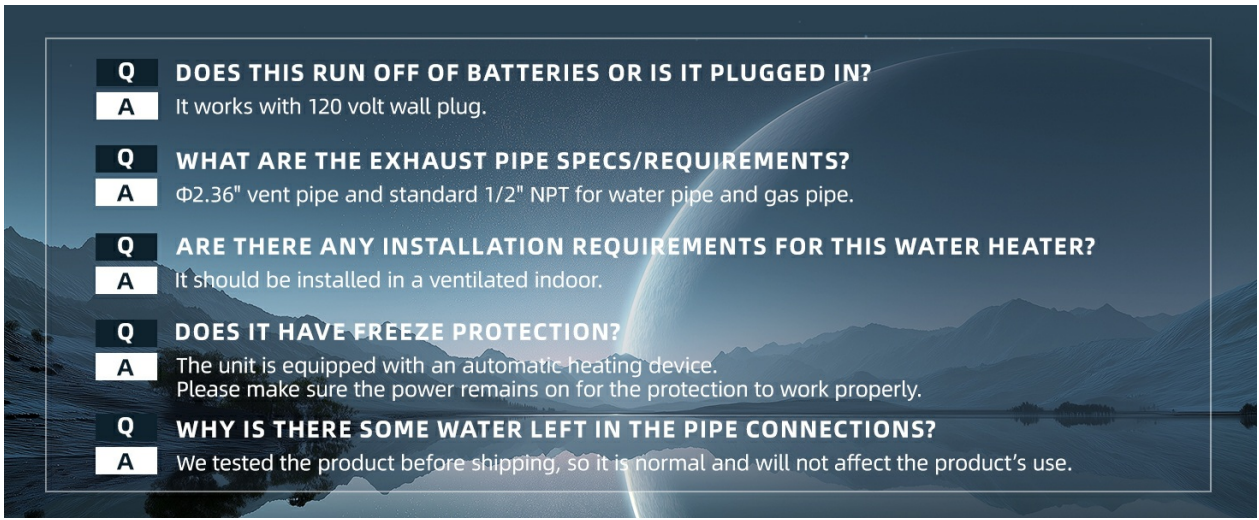 Q DOES THIS RUN OFF OF BATTERIES OR IS IT PLUGGED IN?
A It works with 120 volt wall plug.
Q WHAT ARE THE EXHAUST PIPE SPECS/REQUIREMENTS?
A Φ2.36" vent pipe and standard 1/2" NPT for water pipe and gas pipe.
Q ARE THERE ANY INSTALLATION REQUIREMENTS FOR THIS WATER HEATER?
A It should be installed in a ventilated indoor.
Q DOES IT HAVE FREEZE PROTECTION?
A The unit is equipped with an automatic heating device.
Please make sure the power remains on for the protection to work properly.
Q WHY IS THERE SOME WATER LEFT IN THE PIPE CONNECTIONS?
A We tested the product before shipping, so it is normal and will not affect the product's use.